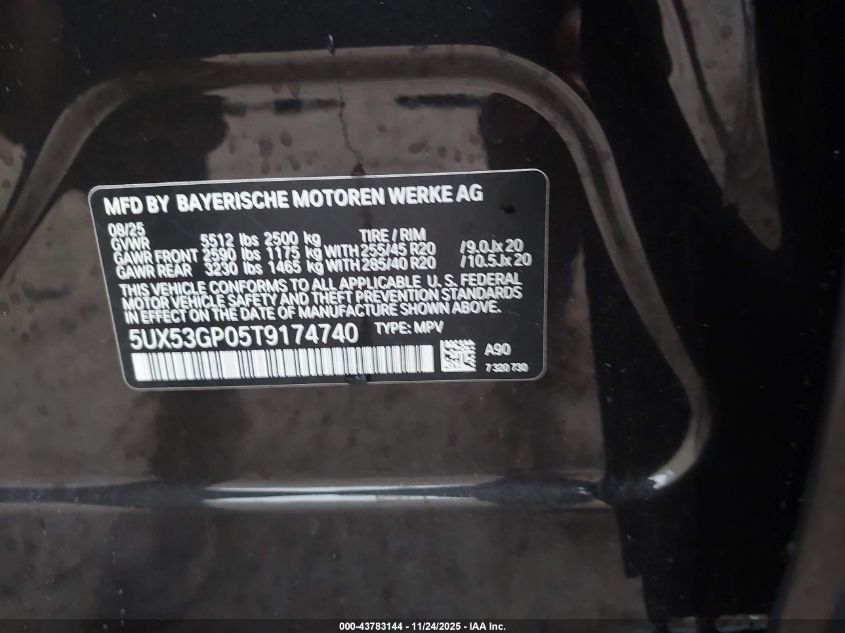 MFD BY BAYERISCHE MOTOREN WERKE AG
08/25
GVWR 5512 lbs 2500 kg TIRE / RIM
GAWR FRONT 2590 lbs 1175 kg WITH 255/45 R20 /9.0Jx20
GAWR REAR 3230 lbs 1465 kg WITH 285/40 R20 /10.5Jx20
THIS VEHICLE CONFORMS TO ALL APPLICABLE U.S. FEDERAL
MOTOR VEHICLE SAFETY AND THEFT PREVENTION STANDARDS
IN EFFECT ON THE DATE OF MANUFACTURE SHOWN ABOVE.
5UX53GP05T9174740 TYPE: MPV
A90
7 320 730
000-43783144 - 11/24/2025 - IAA Inc.